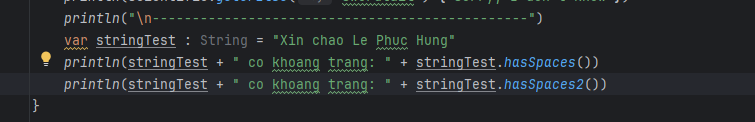 println("\n-----------------------------------------------")
var stringTest : String = "Xin chao Le Phuc Hung"
println(stringTest + " co khoang trang: " + stringTest.hasSpaces())
println(stringTest + " co khoang trang: " + stringTest.hasSpaces2())
}